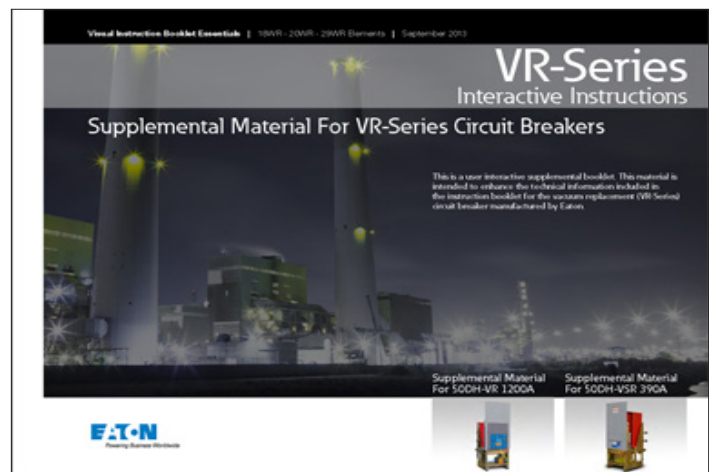 Visual Instruction Booklet Essentials | 18WR - 20WR - 29WR Elements | September 2013
VR-Series
Interactive Instructions
Supplemental Material For VR-Series Circuit Breakers
This is a user interactive supplemental booklet. This material is
intended to enhance the technical information included in
the instruction booklet for the vacuum replacement (VR-Series)
circuit breaker manufactured by Eaton.
Supplemental Material
For 50DH-VR 1200A
Supplemental Material
For 50DH-VSR 390A
EATON
Powering Business Worldwide